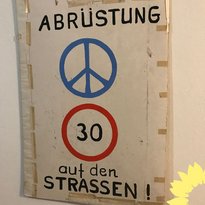 ABRÜSTUNG
30
auf den
STRASSEN!